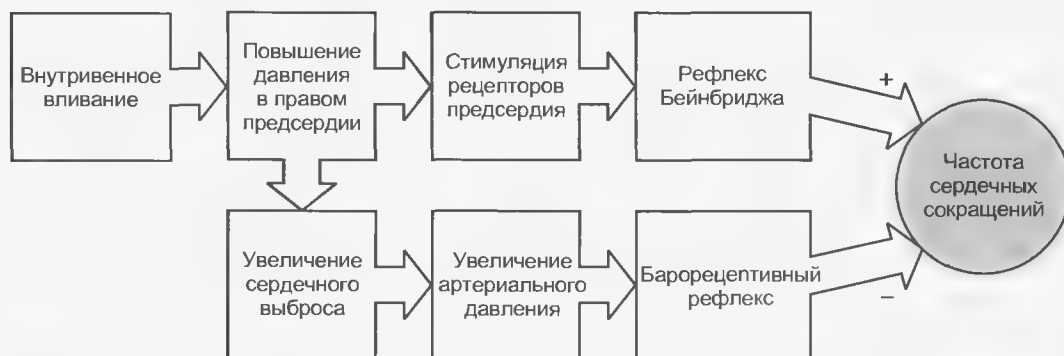 Внутривенное
вливание
Повышение
давления
в правом
предсердии
Стимуляция
рецепторов
предсердия
Рефлекс
Бейнбриджа
+
Частота
сердечных
сокращений
Увеличение
сердечного
выброса
Увеличение
артериального
давления
Барорецептивный
рефлекс
−